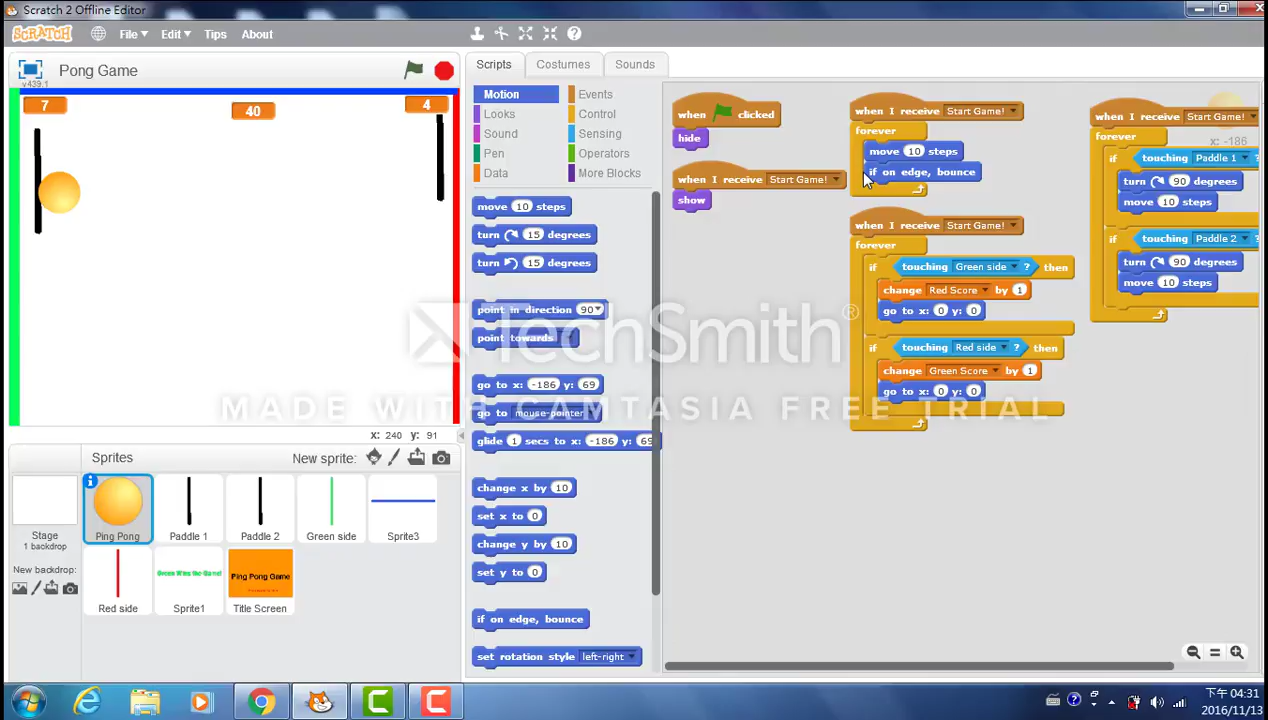 Scratch 2 Offline Editor
SCRATCH File Edit Tips About
v439.1 Pong Game
7 40 4
x: 240 y: 91
Sprites New sprite:
Stage
1 backdrop
New backdrop:
Ping Pong Paddle 1 Paddle 2 Green side Sprite3
Green Wins the Game!
Ping Pong Game
Red side Sprite1 Title Screen
Scripts Costumes Sounds
Motion Events
Looks Control
Sound Sensing
Pen Operators
Data More Blocks
move 10 steps
turn 15 degrees
turn 15 degrees
point in direction 90
point towards
go to x: -186 y: 69
go to mouse-pointer
glide 1 secs to x: -186 y: 69
change x by 10
set x to 0
change y by 10
set y to 0
if on edge, bounce
set rotation style left-right
when clicked
hide
when I receive Start Game!
show
when I receive Start Game!
forever
move 10 steps
if on edge, bounce
when I receive Start Game!
forever
if touching Green side ? then
change Red Score by 1
go to x: 0 y: 0
if touching Red side ? then
change Green Score by 1
go to x: 0 y: 0
when I receive Start Game!
forever
x: -186
if touching Paddle 1 ?
turn 90 degrees
move 10 steps
if touching Paddle 2 ?
turn 90 degrees
move 10 steps
TechSmith®
MADE WITH CAMTASIA FREE TRIAL
下午 04:31
2016/11/13